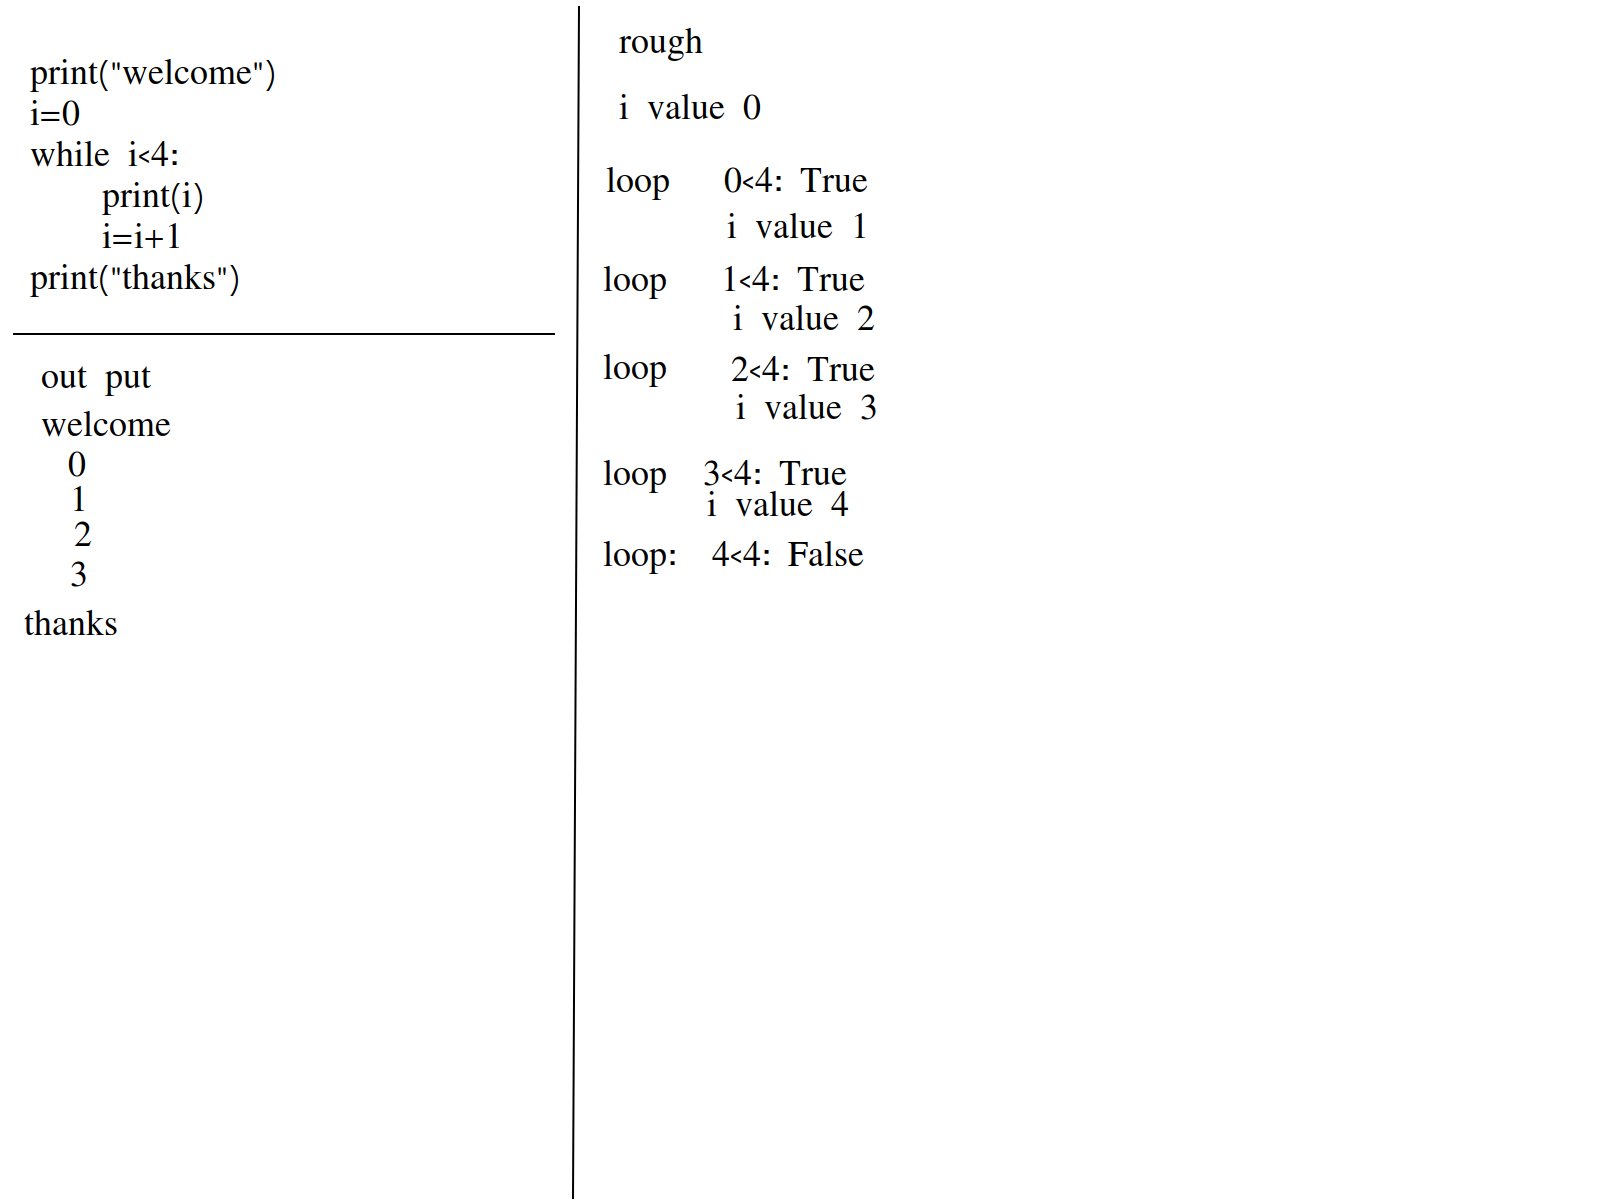 print("welcome")
i=0
while i<4:
print(i)
i=i+1
print("thanks")
out put
welcome
0
1
2
3
thanks
rough
i value 0
loop 0<4: True
i value 1
loop 1<4: True
i value 2
loop 2<4: True
i value 3
loop 3<4: True
i value 4
loop: 4<4: False